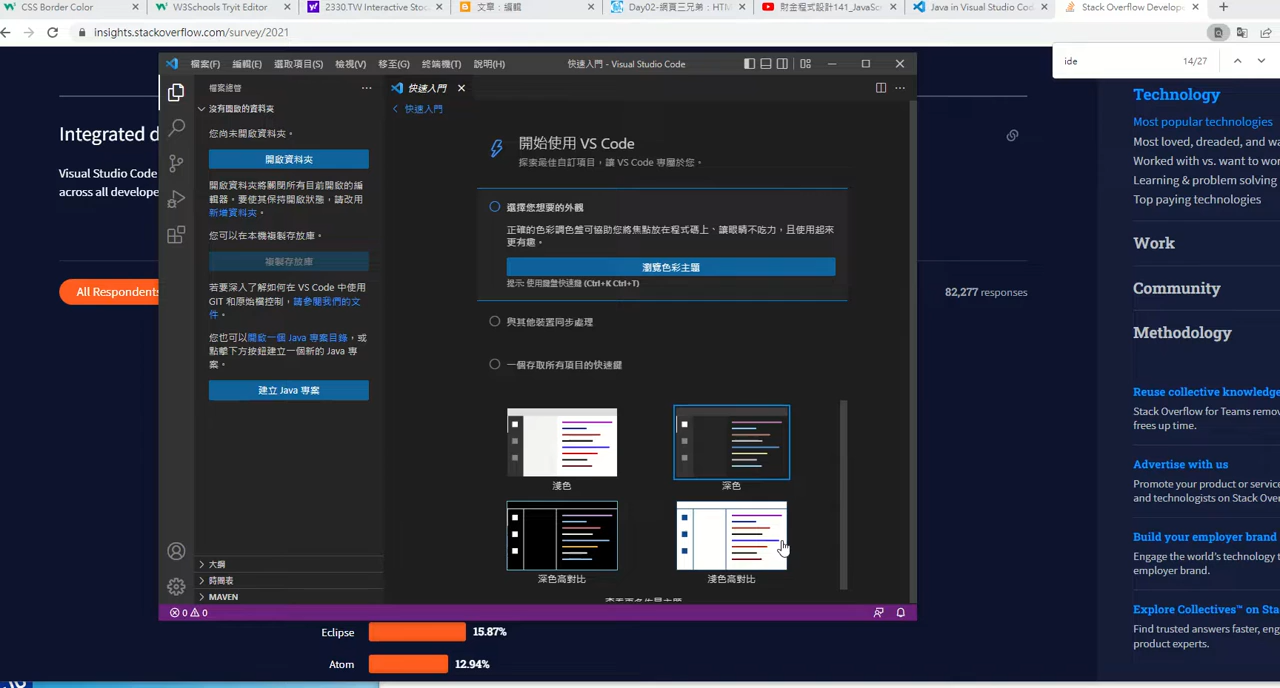 CSS Border Color
W3Schools Tryit Editor
2330.TW Interactive Stoc
文章：編輯
Day02-網頁三兄弟：HTM
財金程式設計141_JavaSc
Java in Visual Studio Code
Stack Overflow Develope
insights.stackoverflow.com/survey/2021
ide
14/27
檔案(F) 編輯(E) 選取項目(S) 檢視(V) 移至(G) 終端機(T) 說明(H)
快速入門 - Visual Studio Code
檔案總管
快速入門
沒有開啟的資料夾
快速入門
您尚未開啟資料夾。
開啟資料夾
開啟資料夾將關閉所有目前開啟的編
輯器，要使其保持開啟狀態，請改用
新增資料夾。
您可以在本機複製存放庫。
複製存放庫
若要深入了解如何在 VS Code 中使用
GIT 和原始檔控制，請參閱我們的文
件。
您也可以開啟一個 Java 專案目錄，或
點擊下方按鈕建立一個新的 Java 專
案。
建立 Java 專案
大綱
時間表
MAVEN
0 0
開始使用 VS Code
探索最佳自訂項目，讓 VS Code 專屬於您。
選擇您想要的外觀
正確的色彩調色盤可協助您將焦點放在程式碼上、讓眼睛不吃力，且使用起來
更有趣。
瀏覽色彩主題
提示: 使用鍵盤快速鍵 (Ctrl+K Ctrl+T)
與其他裝置同步處理
一個存取所有項目的快速鍵
淺色
深色
深色高對比
淺色高對比
Integrated d
Visual Studio Code
across all develope
All Respondents
82,277 responses
Eclipse
15.87%
Atom
12.94%
Technology
Most popular technologies
Most loved, dreaded, and wa
Worked with vs. want to wor
Learning & problem solving
Top paying technologies
Work
Community
Methodology
Reuse collective knowledge
Stack Overflow for Teams remov
frees up time.
Advertise with us
Promote your product or service
and technologists on Stack Over
Build your employer brand
Engage the world's technology t
employer brand.
Explore Collectives™ on Sta
Find trusted answers faster, eng
product experts.